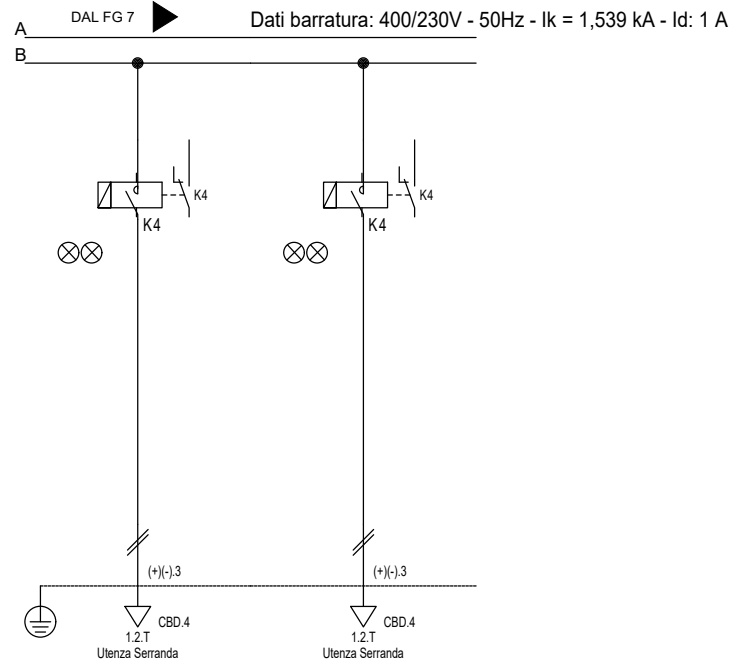 DAL FG 7
Dati barratura: 400/230V - 50Hz - Ik = 1,539 kA - Id: 1 A
A
B
K4
K4
K4
K4
(+)(-).3
(+)(-).3
CBD.4
CBD.4
1.2.T
1.2.T
Utenza Serranda
Utenza Serranda